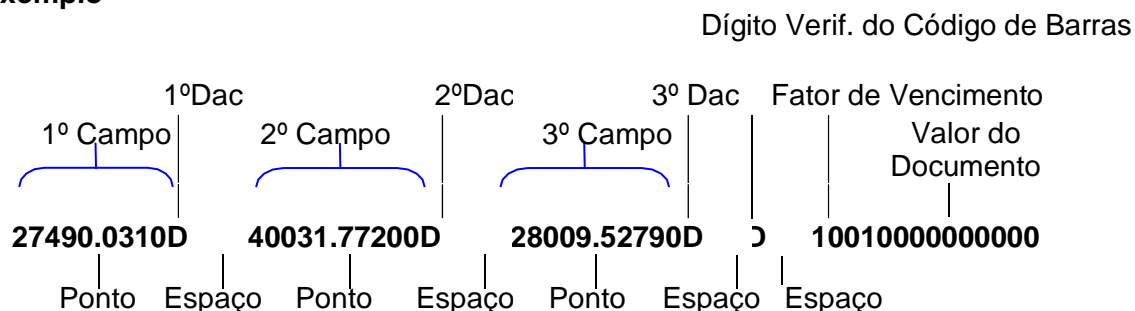 xemplo
Dígito Verif. do Código de Barras
1ºDac 2ºDac 3º Dac Fator de Vencimento
1º Campo 2º Campo 3º Campo Valor do
Documento
27490.0310D 40031.77200D 28009.52790D D 10010000000000
Ponto Espaço Ponto Espaço Ponto Espaço Espaço